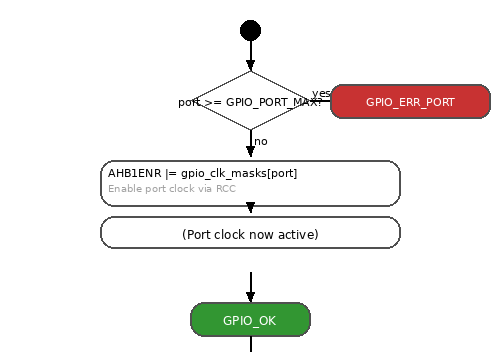 port >= GPIO_PORT_MAX?
yes
GPIO_ERR_PORT
no
AHB1ENR |= gpio_clk_masks[port]
Enable port clock via RCC
(Port clock now active)
GPIO_OK